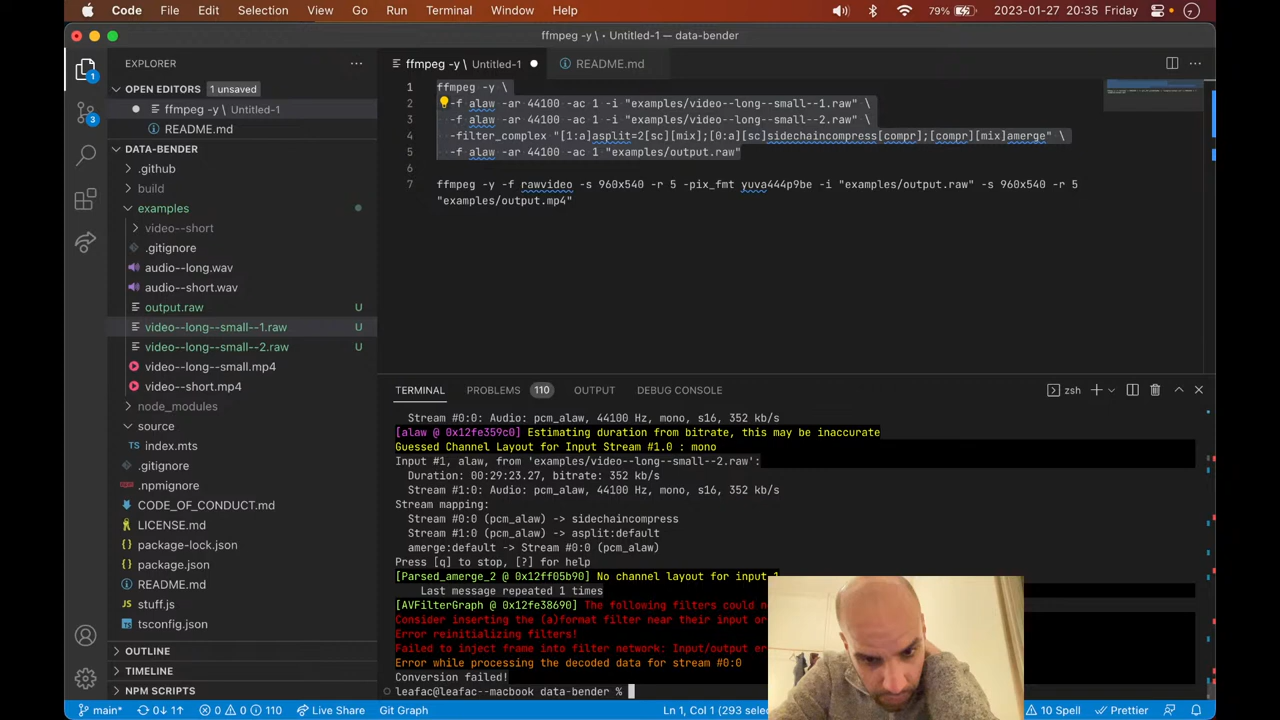 Code File Edit Selection View Go Run Terminal Window Help 79% 2023-01-27 20:35 Friday
ffmpeg -y \ • Untitled-1 — data-bender
EXPLORER
OPEN EDITORS 1 unsaved
ffmpeg -y \ Untitled-1
README.md
DATA-BENDER
.github
build
examples
video--short
.gitignore
audio--long.wav
audio--short.wav
output.raw U
video--long--small--1.raw U
video--long--small--2.raw U
video--long--small.mp4
video--short.mp4
node_modules
source
index.mts
.gitignore
.npmignore
CODE_OF_CONDUCT.md
LICENSE.md
package-lock.json
package.json
README.md
stuff.js
tsconfig.json
OUTLINE
TIMELINE
NPM SCRIPTS
1
3
ffmpeg -y \ Untitled-1 README.md
1 ffmpeg -y \
2 -f alaw -ar 44100 -ac 1 -i "examples/video--long--small--1.raw" \
3 -f alaw -ar 44100 -ac 1 -i "examples/video--long--small--2.raw" \
4 -filter_complex "[1:a]asplit=2[sc][mix];[0:a][sc]sidechaincompress[compr];[compr][mix]amerge" \
5 -f alaw -ar 44100 -ac 1 "examples/output.raw"
6
7 ffmpeg -y -f rawvideo -s 960x540 -r 5 -pix_fmt yuva444p9be -i "examples/output.raw" -s 960x540 -r 5
"examples/output.mp4"
TERMINAL PROBLEMS 110 OUTPUT DEBUG CONSOLE zsh
Stream #0:0: Audio: pcm_alaw, 44100 Hz, mono, s16, 352 kb/s
[alaw @ 0x12fe359c0] Estimating duration from bitrate, this may be inaccurate
Guessed Channel Layout for Input Stream #1.0 : mono
Input #1, alaw, from 'examples/video--long--small--2.raw':
Duration: 00:29:23.27, bitrate: 352 kb/s
Stream #1:0: Audio: pcm_alaw, 44100 Hz, mono, s16, 352 kb/s
Stream mapping:
Stream #0:0 (pcm_alaw) -> sidechaincompress
Stream #1:0 (pcm_alaw) -> asplit:default
amerge:default -> Stream #0:0 (pcm_alaw)
Press [q] to stop, [?] for help
[Parsed_amerge_2 @ 0x12ff05b90] No channel layout for input 1
Last message repeated 1 times
[AVFilterGraph @ 0x12fe38690] The following filters could n
Consider inserting the (a)format filter near their input or
Error reinitializing filters!
Failed to inject frame into filter network: Input/output er
Error while processing the decoded data for stream #0:0
Conversion failed!
leafac@leafac--macbook data-bender %
main* 0↓ 1↑ 0 0 110 Live Share Git Graph Ln 1, Col 1 (293 selec 10 Spell Prettier